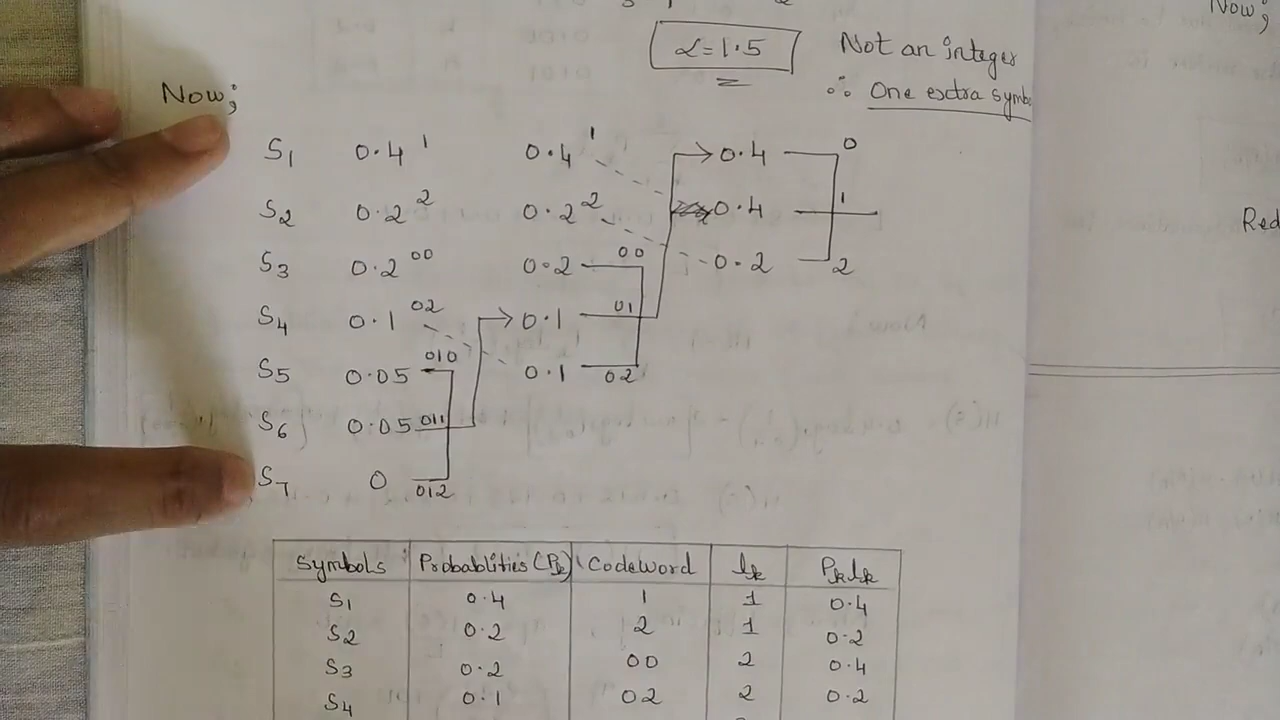 Now;
α=1.5 Not an integer
∴ One extra symb
Now;
S1 0.4 1 0.4 1 0.4 0
S2 0.2 2 0.2 2 0.4 1
Red
S3 0.2 00 0.2 00 0.2 2
S4 0.1 02 0.1 01
S5 0.05 010 0.1 02
S6 0.05 011
S7 0 012
Symbols Probablities (Pk) Codeword lk Pklk
S1 0.4 1 1 0.4
S2 0.2 2 1 0.2
S3 0.2 00 2 0.4
S4 0.1 02 2 0.2